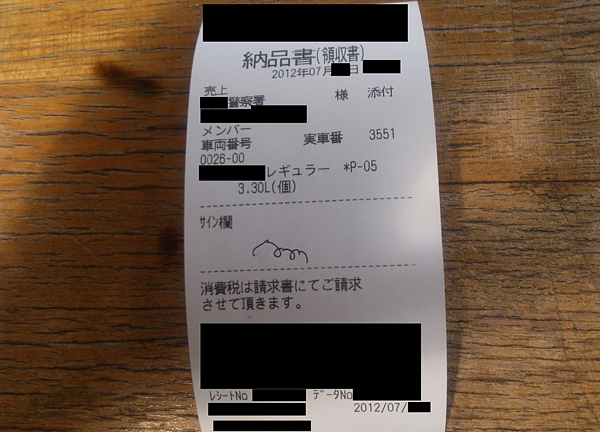 納品書(領収書)
2012年07月 日
売上
警察署 様 添付
メンバー
車両番号 実車番 3551
0026-00
レギュラー *P-05
3.30L(個)
サイン欄
消費税は請求書にてご請求
させて頂きます。
レシートNo データNo
2012/07/